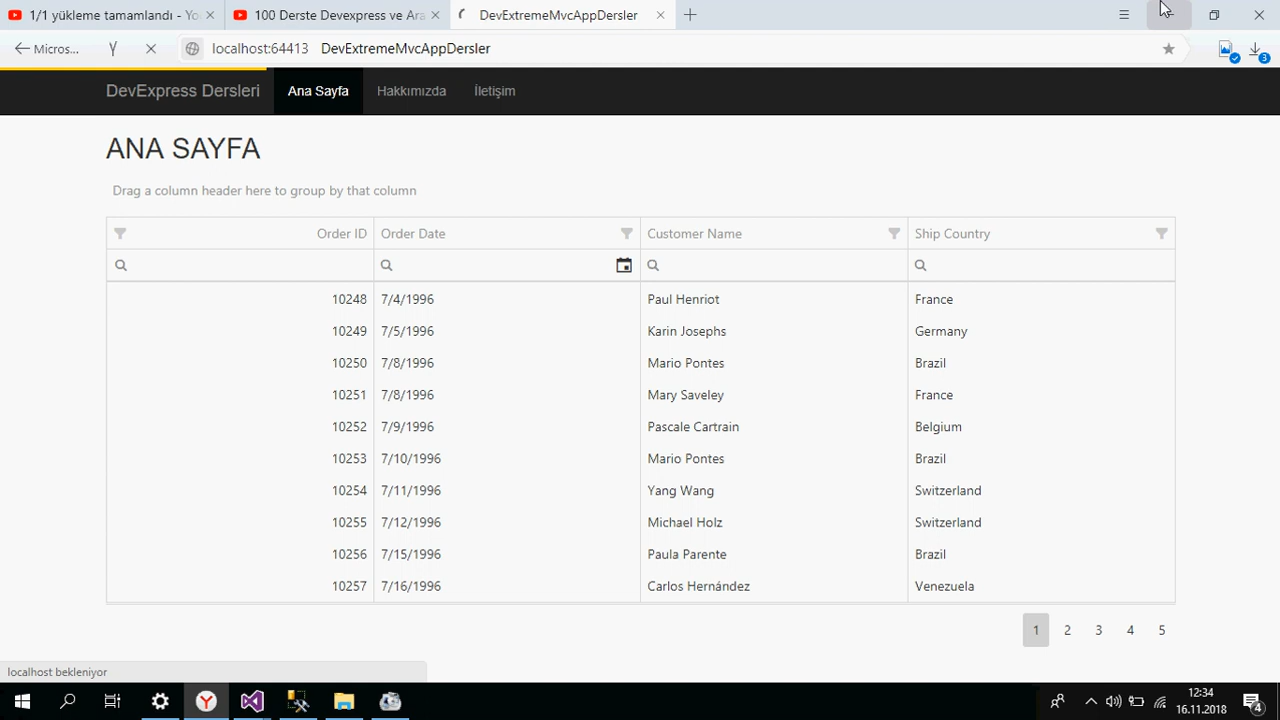 1/1 yükleme tamamlandı - Yo
100 Derste Devexpress ve Ara
DevExtremeMvcAppDersler
Micros...
localhost:64413 DevExtremeMvcAppDersler
3
DevExpress Dersleri Ana Sayfa Hakkımızda İletişim
ANA SAYFA
Drag a column header here to group by that column
Order ID Order Date Customer Name Ship Country
10248 7/4/1996 Paul Henriot France
10249 7/5/1996 Karin Josephs Germany
10250 7/8/1996 Mario Pontes Brazil
10251 7/8/1996 Mary Saveley France
10252 7/9/1996 Pascale Cartrain Belgium
10253 7/10/1996 Mario Pontes Brazil
10254 7/11/1996 Yang Wang Switzerland
10255 7/12/1996 Michael Holz Switzerland
10256 7/15/1996 Paula Parente Brazil
10257 7/16/1996 Carlos Hernández Venezuela
1 2 3 4 5
localhost bekleniyor
12:34
16.11.2018
4